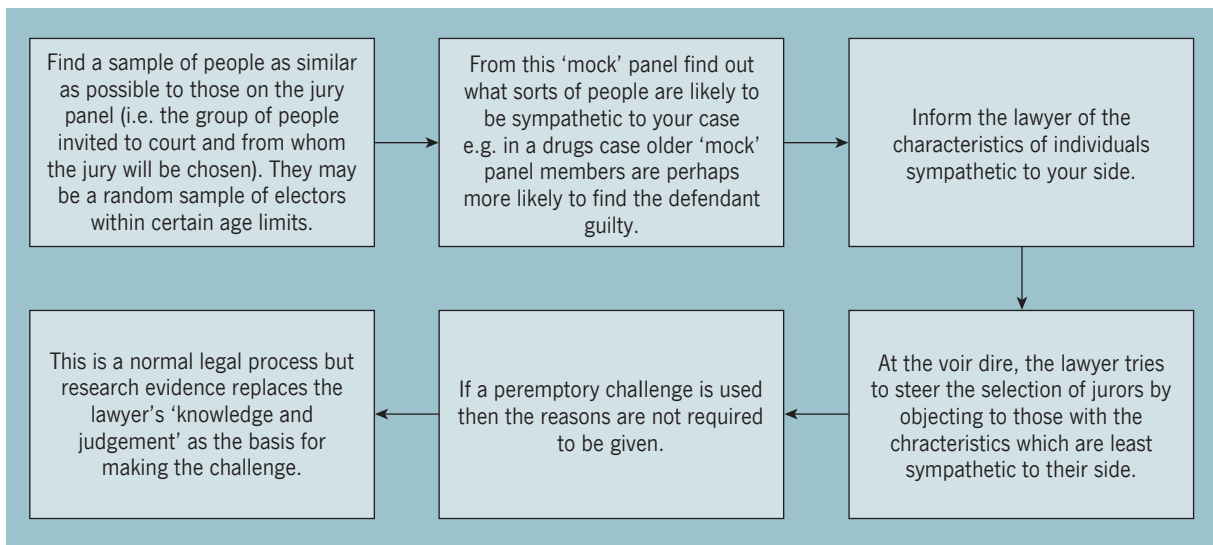 Find a sample of people as similar
as possible to those on the jury
panel (i.e. the group of people
invited to court and from whom
the jury will be chosen). They may
be a random sample of electors
within certain age limits.
From this ‘mock’ panel find out
what sorts of people are likely to
be sympathetic to your case
e.g. in a drugs case older ‘mock’
panel members are perhaps
more likely to find the defendant
guilty.
Inform the lawyer of the
characteristics of individuals
sympathetic to your side.
At the voir dire, the lawyer tries
to steer the selection of jurors by
objecting to those with the
chracteristics which are least
sympathetic to their side.
If a peremptory challenge is used
then the reasons are not required
to be given.
This is a normal legal process but
research evidence replaces the
lawyer’s ‘knowledge and
judgement’ as the basis for
making the challenge.